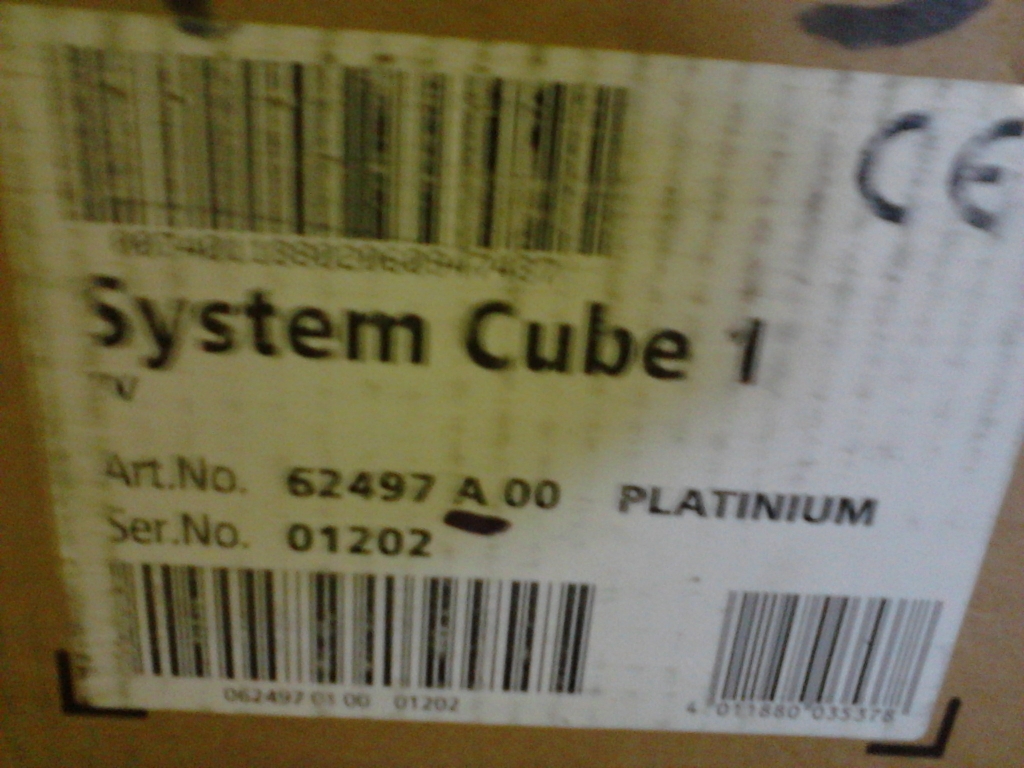 CE
System Cube 1
TV
Art.No. 62497 A 00 PLATINIUM
Ser.No. 01202
062497 01 00 01202
4 011880 035378